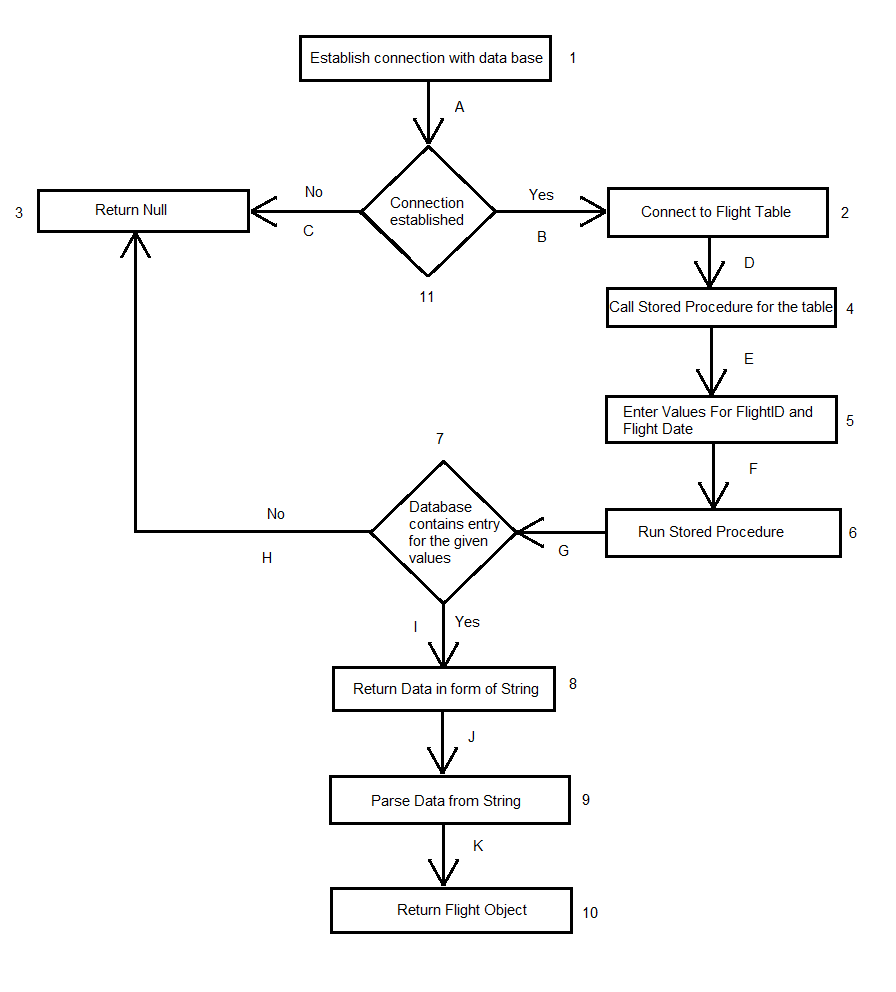 Establish connection with data base
1
A
No
Yes
3
Return Null
Connection
established
Connect to Flight Table
2
C
B
D
11
Call Stored Procedure for the table
4
E
Enter Values For FlightID and
Flight Date
5
7
F
No
Database
contains entry
for the given
values
Run Stored Procedure
6
H
G
I
Yes
Return Data in form of String
8
J
Parse Data from String
9
K
Return Flight Object
10